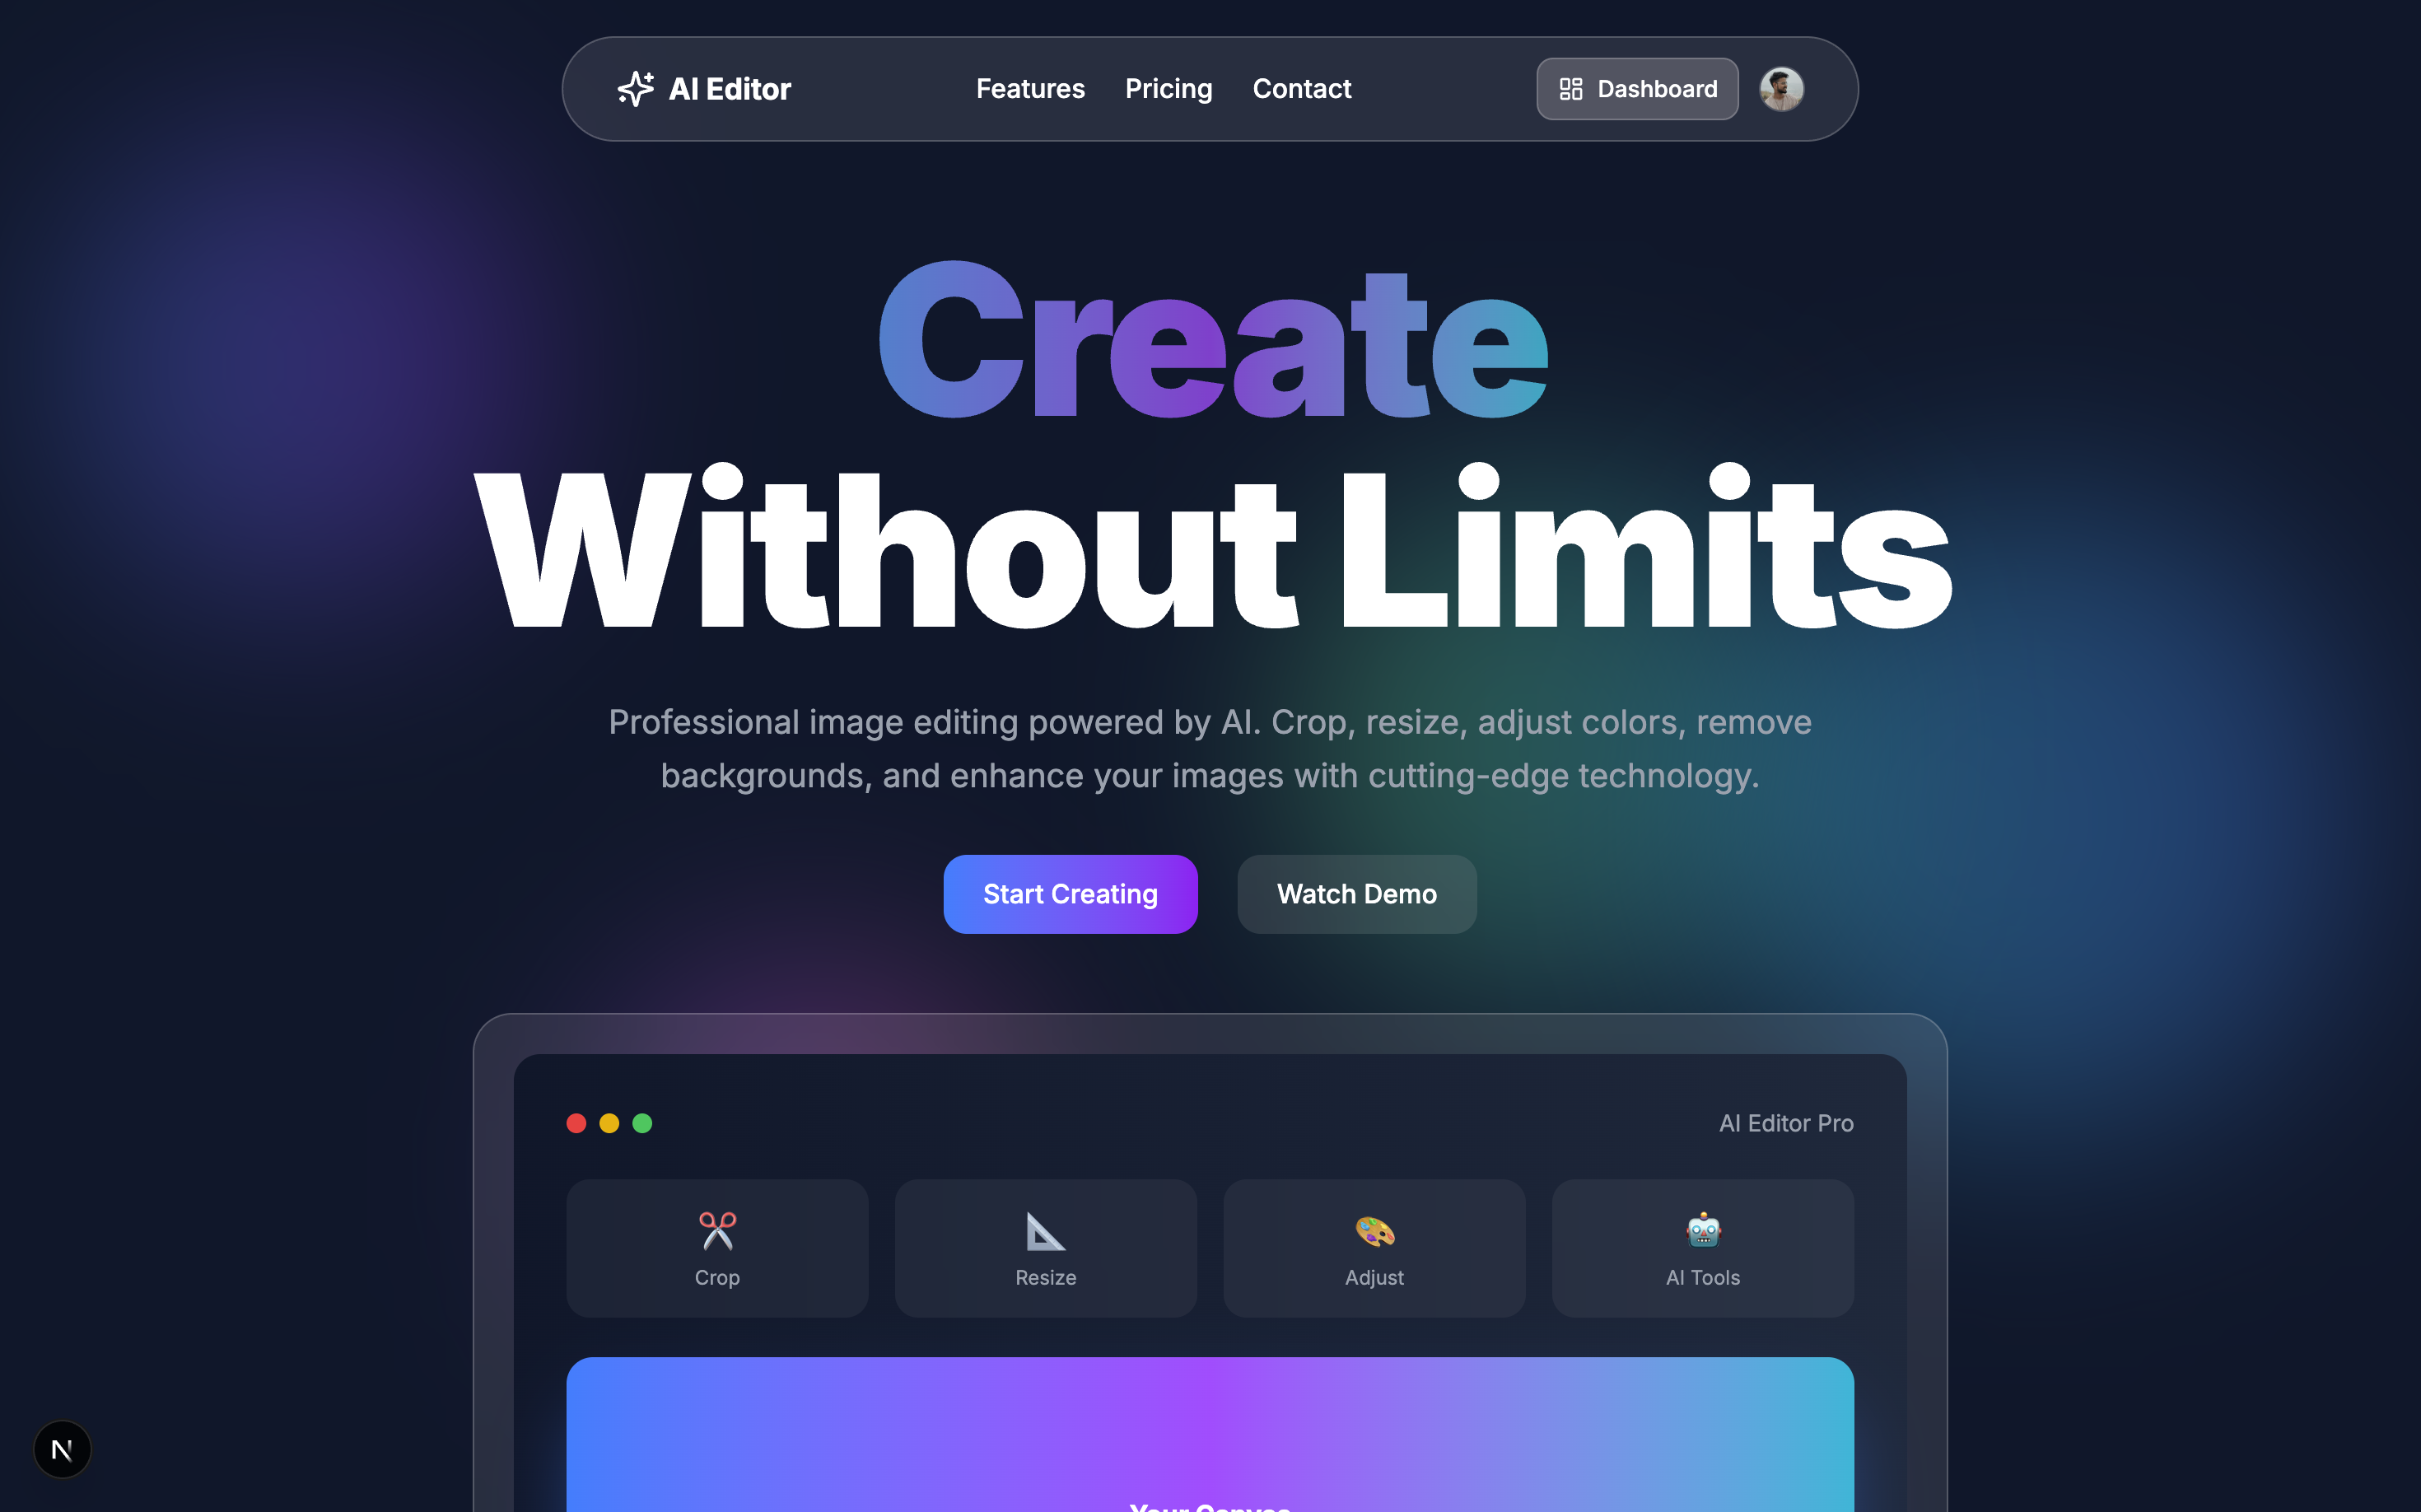 AI Editor
Features
Pricing
Contact
Dashboard
Create
Without Limits
Professional image editing powered by AI. Crop, resize, adjust colors, remove
backgrounds, and enhance your images with cutting-edge technology.
Start Creating
Watch Demo
AI Editor Pro
Crop
Resize
Adjust
AI Tools
Your Canvas
N